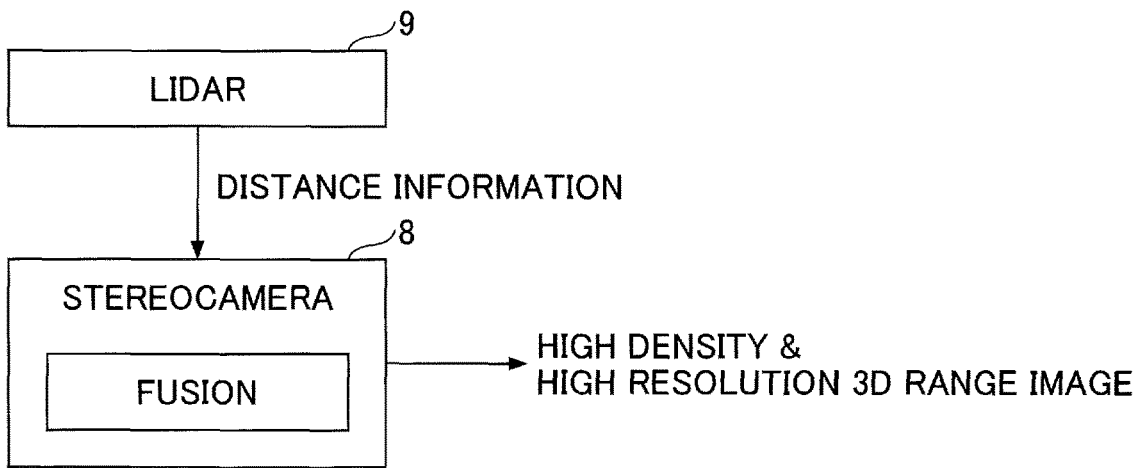 9
LIDAR
DISTANCE INFORMATION
8
STEREOCAMERA
FUSION
HIGH DENSITY &
HIGH RESOLUTION 3D RANGE IMAGE